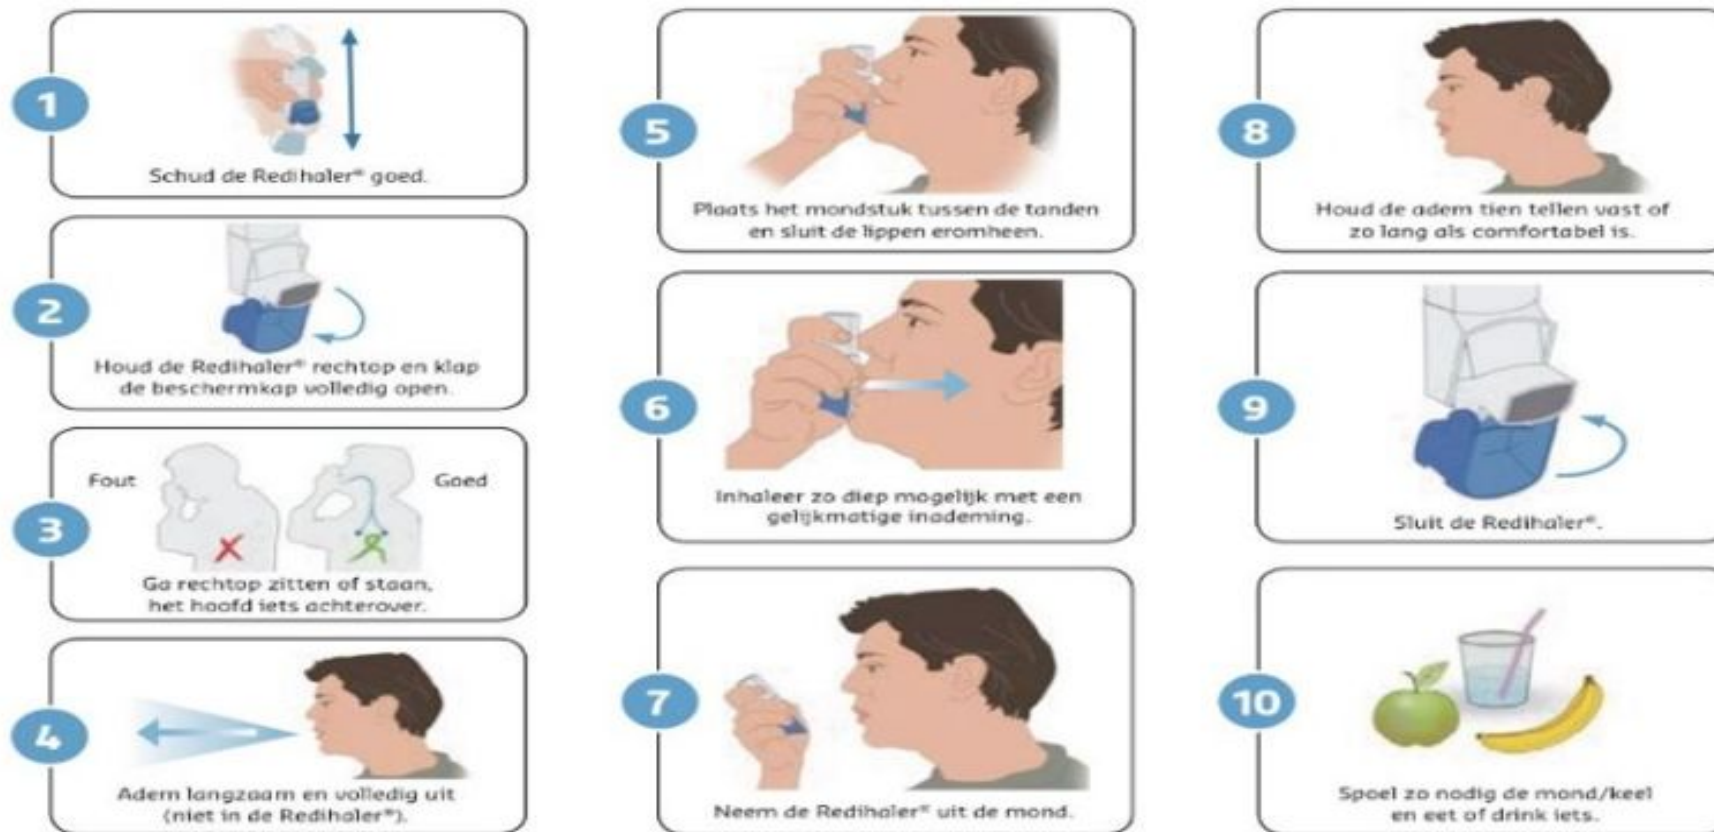 1
Schud de Redihaler® goed.
2
Houd de Redihaler® rechtop en klap
de beschermkap volledig open.
3
Fout
Goed
Ga rechtop zitten of staan,
het hoofd iets achterover.
4
Adem langzaam en volledig uit
(niet in de Redihaler®).
5
Plaats het mondstuk tussen de tanden
en sluit de lippen eromheen.
6
Inhaleer zo diep mogelijk met een
gelijkmatige inademing.
7
Neem de Redihaler® uit de mond.
8
Houd de adem tien tellen vast of
zo lang als comfortabel is.
9
Sluit de Redihaler®.
10
Spoel zo nodig de mond/keel
en eet of drink iets.